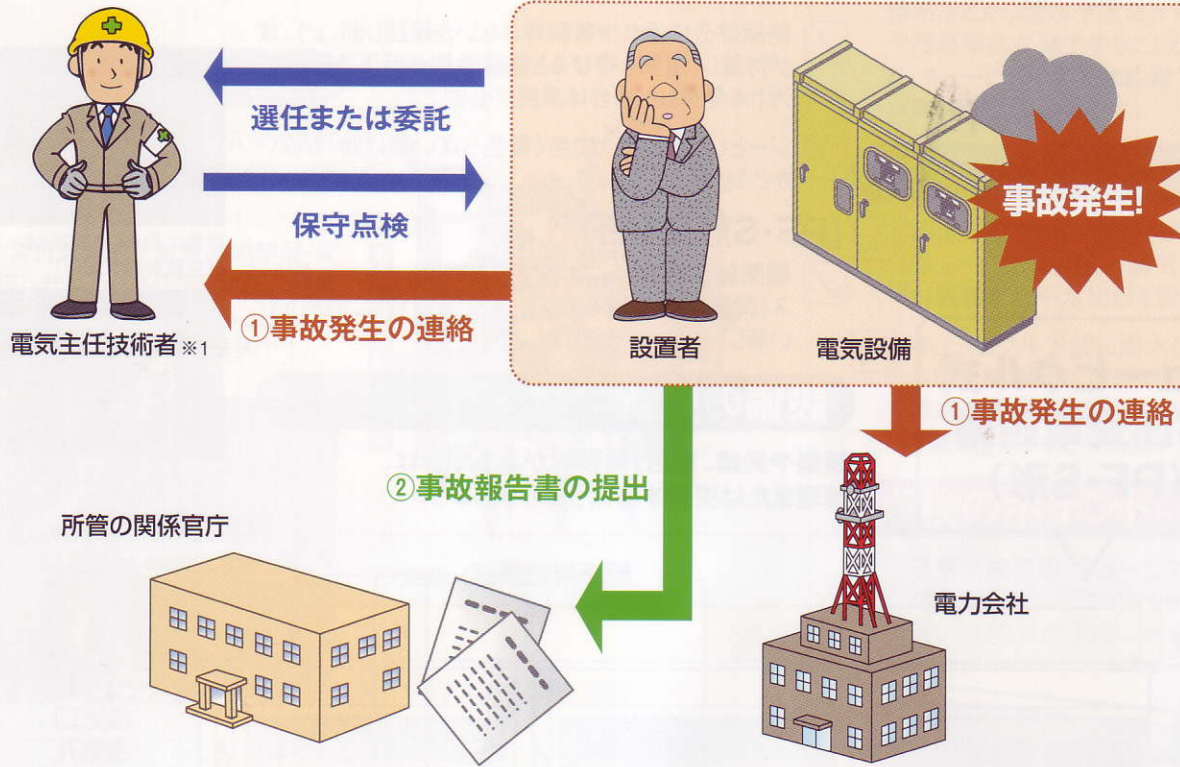 選任または委託
保守点検
事故発生!
①事故発生の連絡
電気主任技術者※1
設置者
電気設備
①事故発生の連絡
②事故報告書の提出
所管の関係官庁
電力会社